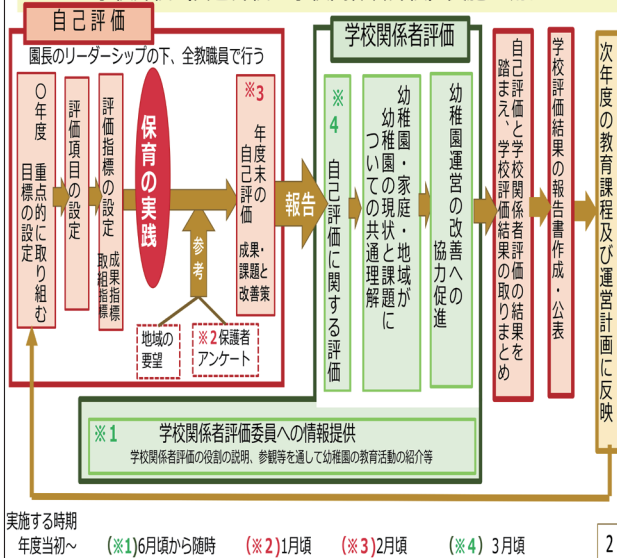 自己評価
園長のリーダーシップの下、全教職員で行う
〇年度 重点的に取り組む
目標の設定
評価項目の設定
評価指標の設定
成果指標
取組指標
保育の実践
参考
地域の
要望
※2保護者
アンケート
※3
年度末の
自己評価
成果・
課題と
改善策
報告
学校関係者評価
※4
自己評価に関する評価
幼稚園・家庭・地域が
幼稚園の現状と課題に
ついての共通理解
幼稚園運営の改善への
協力促進
※1 学校関係者評価委員への情報提供
学校関係者評価の役割の説明、参観等を通して幼稚園の教育活動の紹介等
自己評価と学校関係者評価の結果を
踏まえ、学校評価結果の取りまとめ
学校評価結果の報告書作成・公表
次年度の教育課程及び運営計画に反映
実施する時期
年度当初～ (※1)6月頃から随時 (※2)1月頃 (※3)2月頃 (※4) 3月頃
2